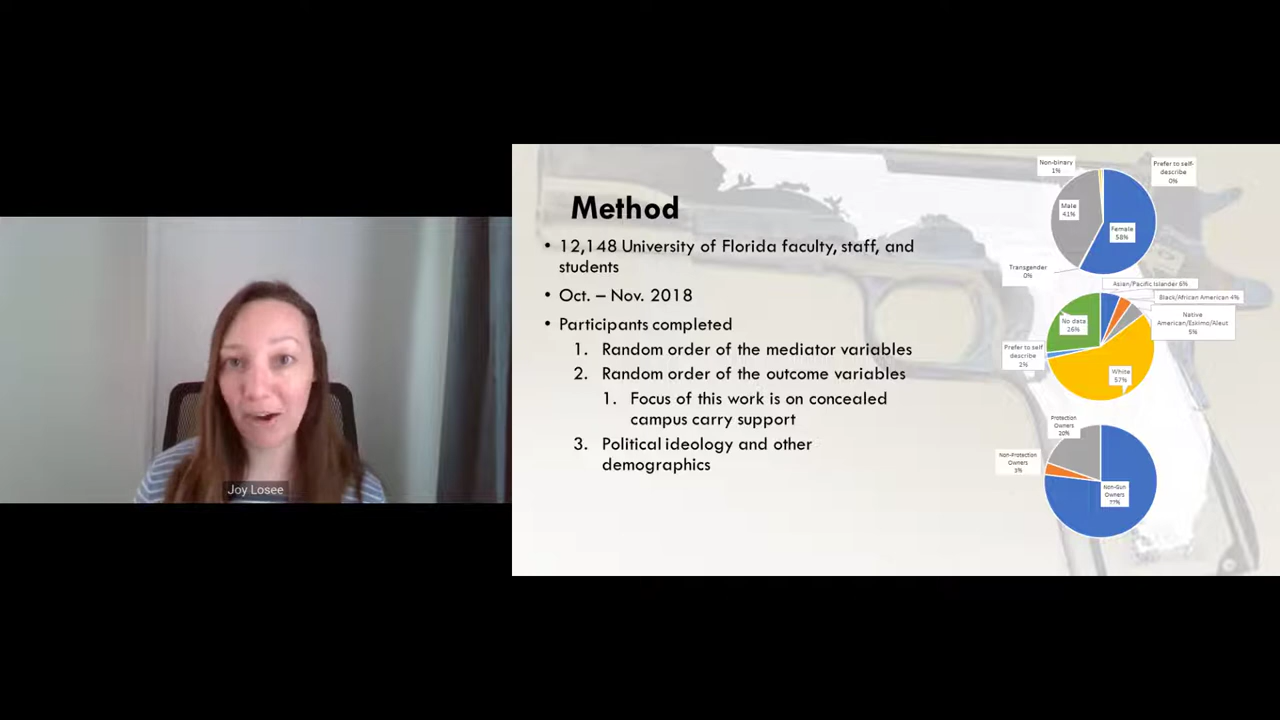 Joy Losee
Method
• 12,148 University of Florida faculty, staff, and
students
• Oct. – Nov. 2018
• Participants completed
1. Random order of the mediator variables
2. Random order of the outcome variables
1. Focus of this work is on concealed
campus carry support
3. Political ideology and other
demographics
Non-binary
1%
Prefer to self-
describe
0%
Male
41%
Female
58%
Transgender
0%
Asian/Pacific Islander 6%
Black/African American 4%
Native
American/Eskimo/Aleut
5%
No data
26%
Prefer to self
describe
2%
White
57%
Protection
Owners
20%
Non-Protection
Owners
3%
Non-Gun
Owners
77%